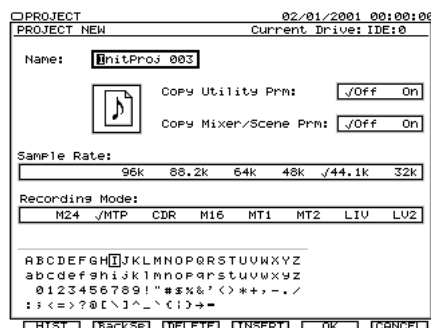 PROJECT 02/01/2001 00:00:00
PROJECT NEW Current Drive: IDE:0
Name: InitProj 003
Copy Utility Prm: √Off On
Copy Mixer/Scene Prm: √Off On
Sample Rate:
96k 88.2k 64k 48k √44.1k 32k
Recording Mode:
M24 √MTP CDR M16 MT1 MT2 LIV LV2
ABCDEFGHIJKLMNOPQRSTUVWXYZ
abcdefghijklmnopqrstuvwxyz
0123456789!"#$%&'()*+,-./
:;<=>?@[\]^_`{|}→←
HIST BackSP DELETE INSERT OK CANCEL